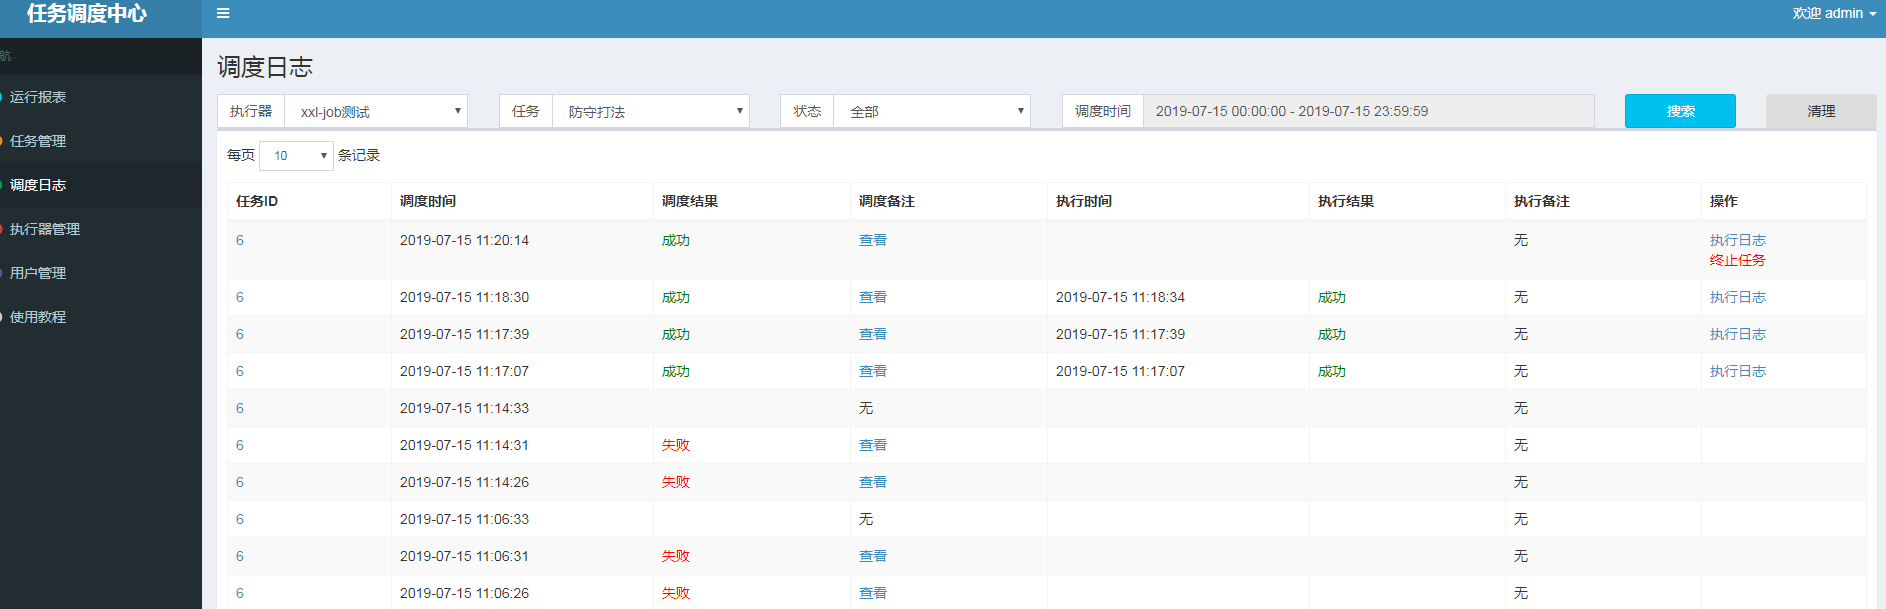 任务调度中心
欢迎 admin
航
运行报表
任务管理
调度日志
执行器管理
用户管理
使用教程
调度日志
执行器 xxl-job测试 任务 防守打法 状态 全部 调度时间 2019-07-15 00:00:00 - 2019-07-15 23:59:59 搜索 清理
每页 10 条记录
任务ID 调度时间 调度结果 调度备注 执行时间 执行结果 执行备注 操作
6 2019-07-15 11:20:14 成功 查看 无 执行日志
终止任务
6 2019-07-15 11:18:30 成功 查看 2019-07-15 11:18:34 成功 无 执行日志
6 2019-07-15 11:17:39 成功 查看 2019-07-15 11:17:39 成功 无 执行日志
6 2019-07-15 11:17:07 成功 查看 2019-07-15 11:17:07 成功 无 执行日志
6 2019-07-15 11:14:33 无 无
6 2019-07-15 11:14:31 失败 查看 无
6 2019-07-15 11:14:26 失败 查看 无
6 2019-07-15 11:06:33 无 无
6 2019-07-15 11:06:31 失败 查看 无
6 2019-07-15 11:06:26 失败 查看 无